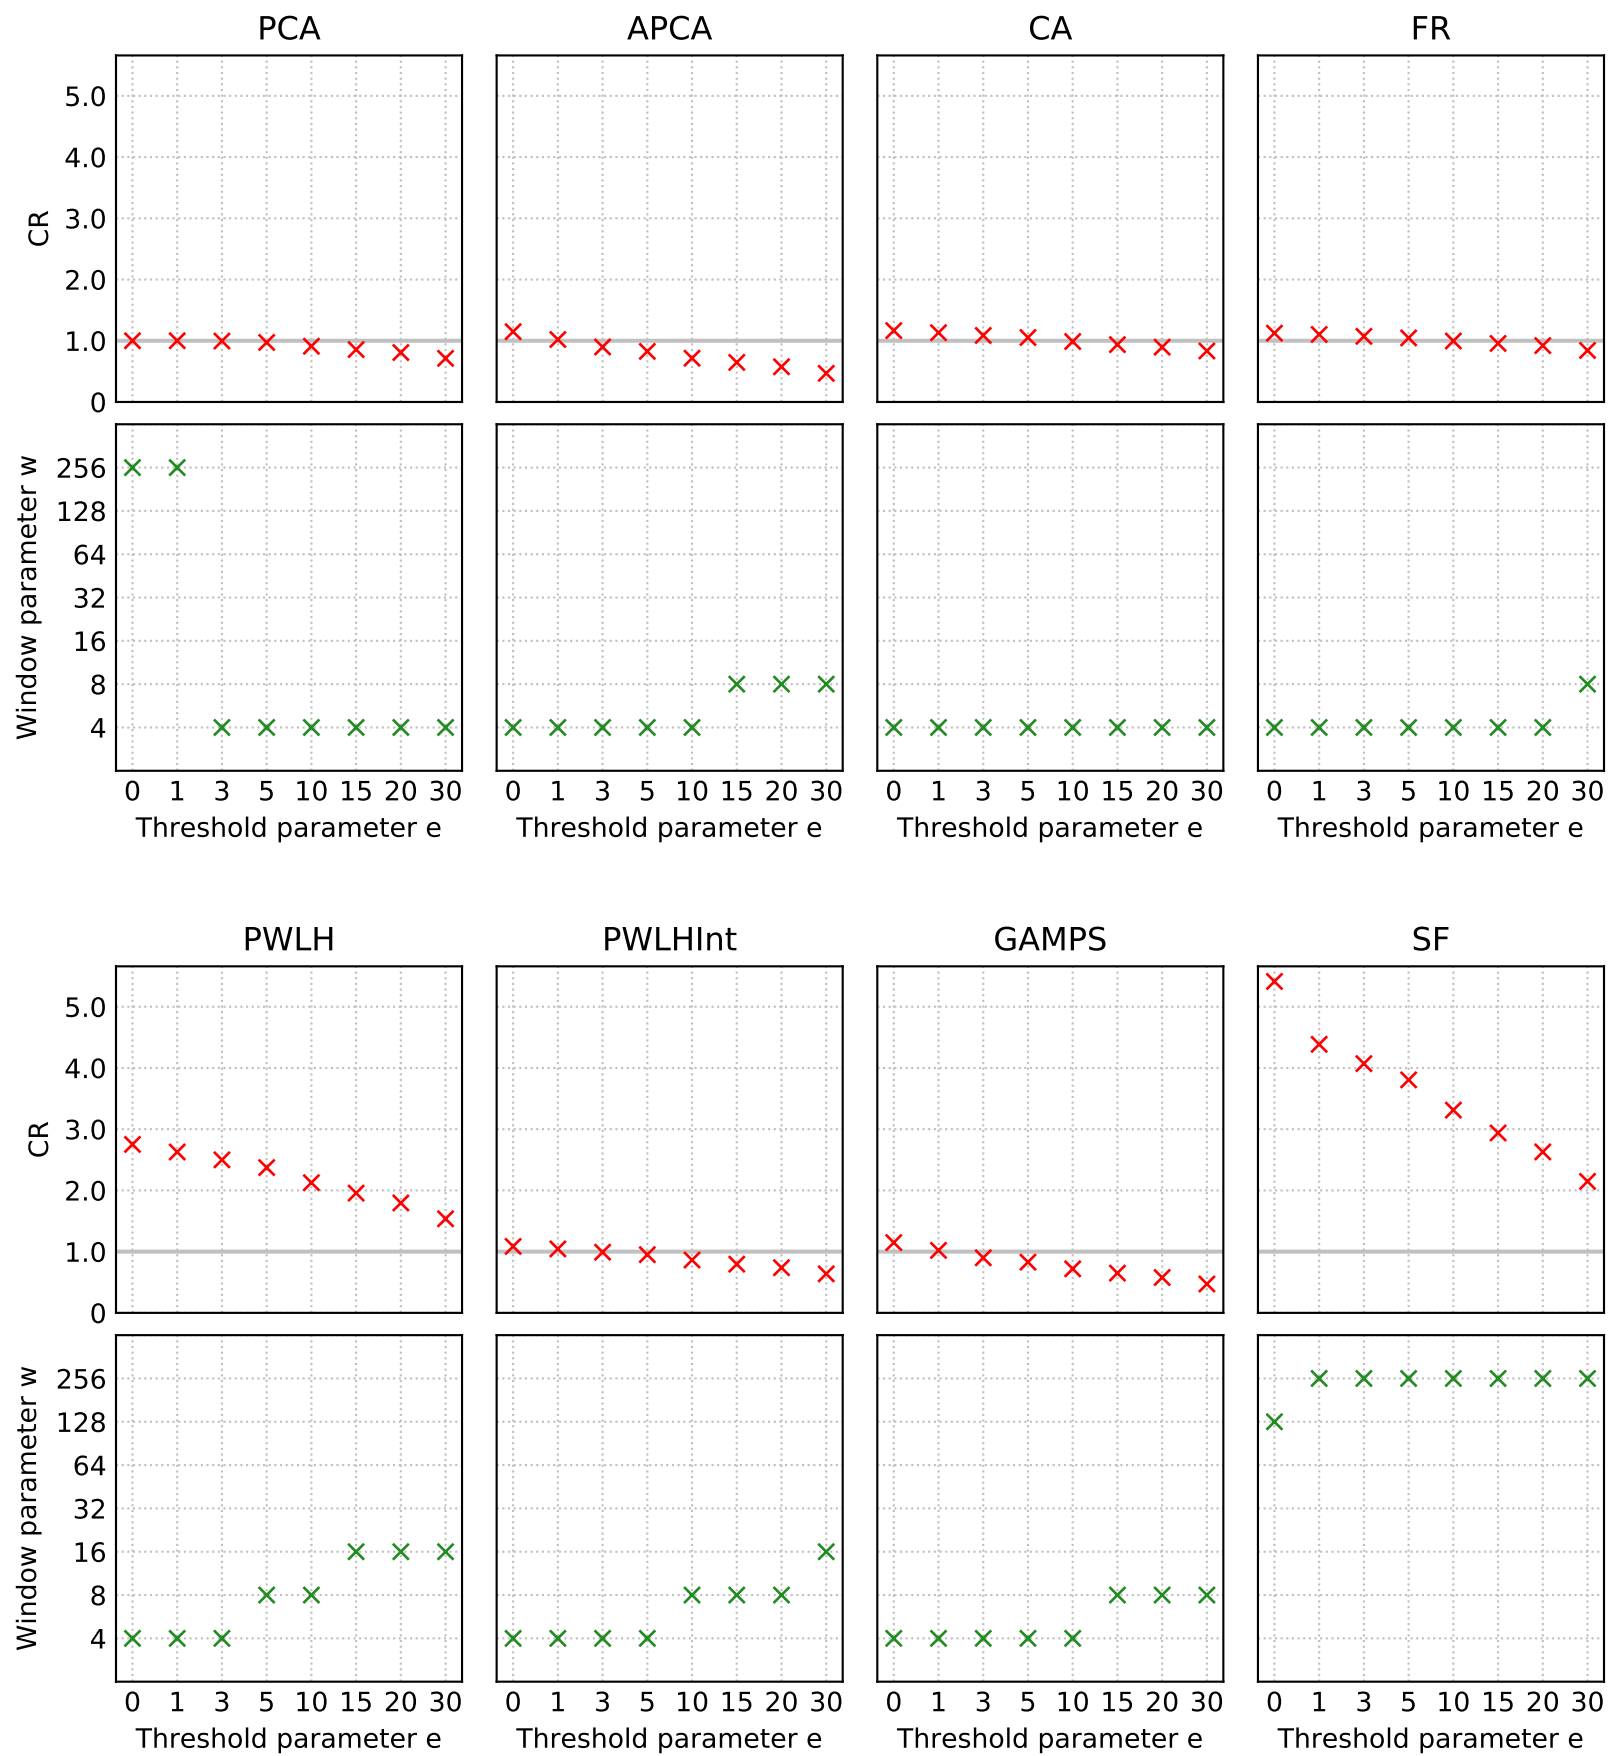 PCA APCA CA FR
5.0
4.0
3.0
2.0
1.0
0
CR
256
128
64
32
16
8
4
Window parameter w
0 1 3 5 10 15 20 30 0 1 3 5 10 15 20 30 0 1 3 5 10 15 20 30 0 1 3 5 10 15 20 30
Threshold parameter e Threshold parameter e Threshold parameter e Threshold parameter e
PWLH PWLHInt GAMPS SF
5.0
4.0
3.0
2.0
1.0
0
CR
256
128
64
32
16
8
4
Window parameter w
0 1 3 5 10 15 20 30 0 1 3 5 10 15 20 30 0 1 3 5 10 15 20 30 0 1 3 5 10 15 20 30
Threshold parameter e Threshold parameter e Threshold parameter e Threshold parameter e